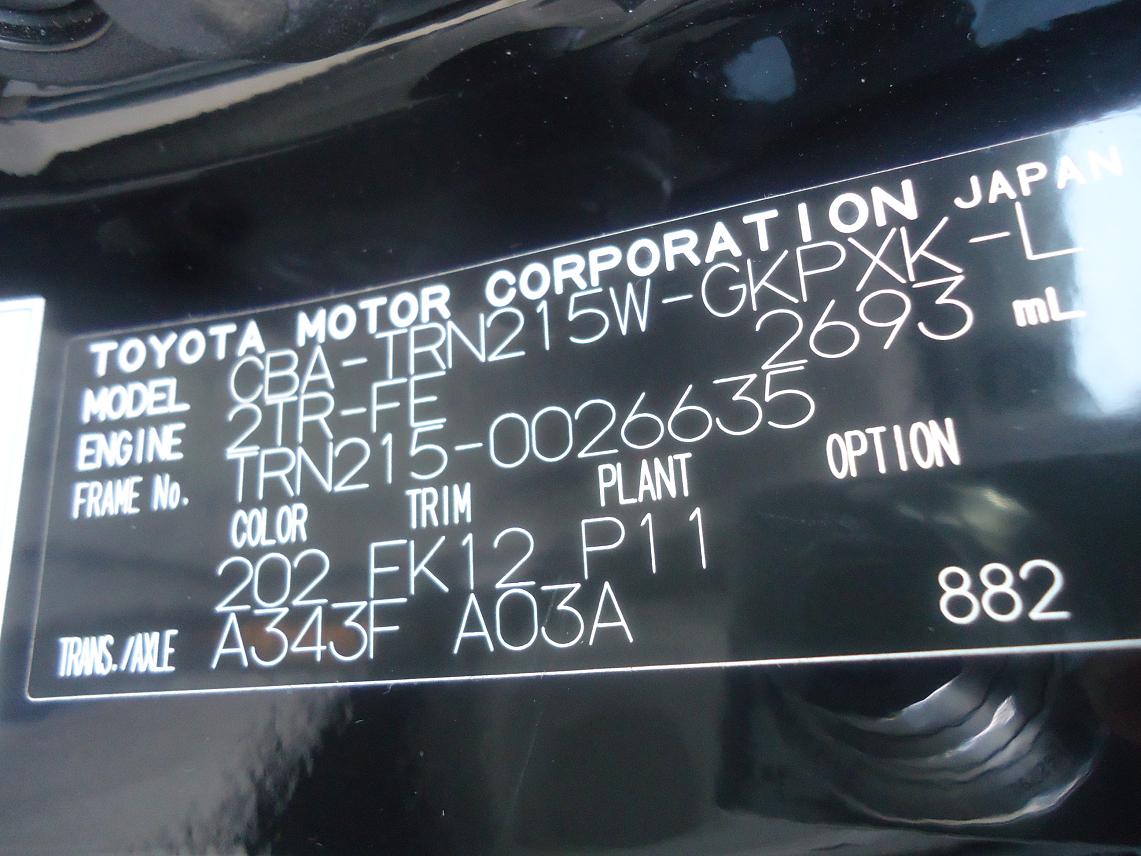 TOYOTA MOTOR CORPORATION JAPAN
MODEL CBA-TRN215W-GKPXK-L
ENGINE 2TR-FE 2693 mL
FRAME No. TRN215-0026635
COLOR TRIM PLANT OPTION
202 FK12 P11
TRANS./AXLE A343F A03A 882